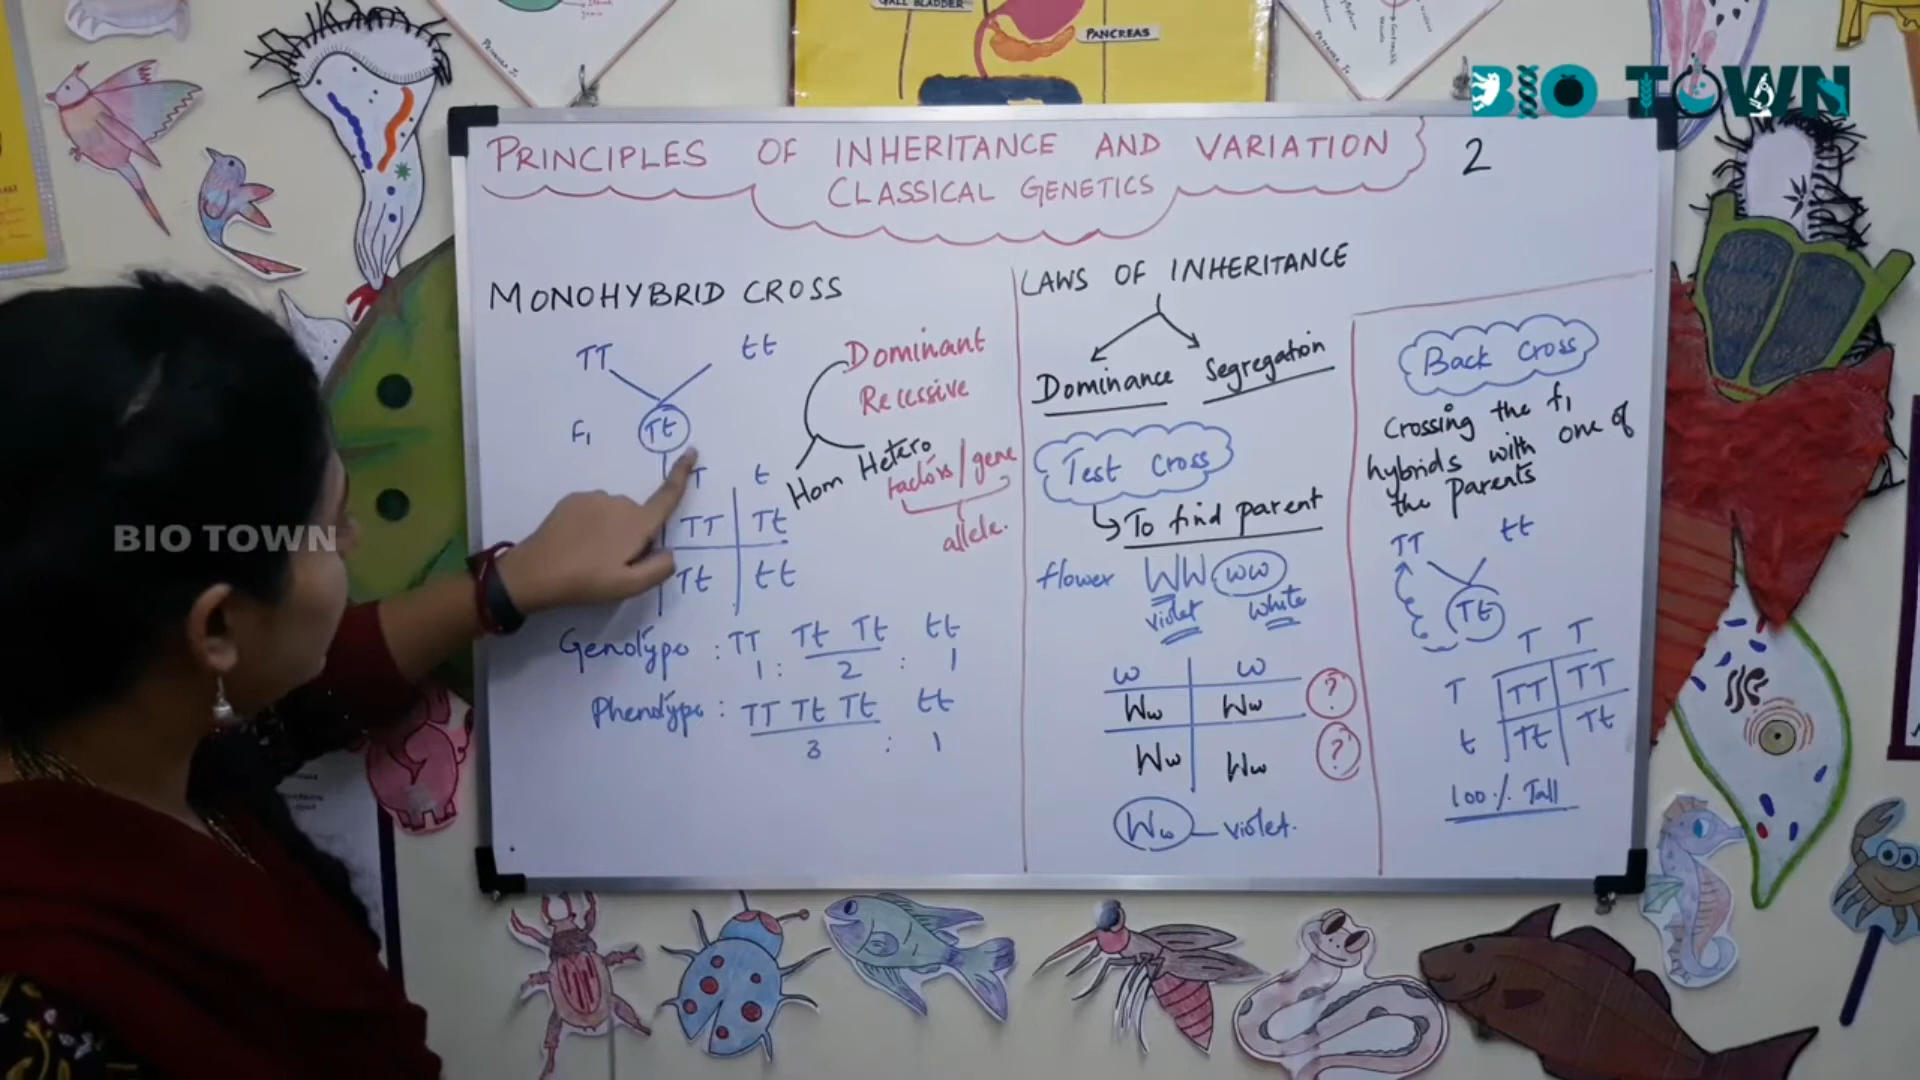 GALL BLADDER
PANCREAS
BIO TOWN
PRINCIPLES OF INHERITANCE AND VARIATION
CLASSICAL GENETICS
2
MONOHYBRID CROSS
TT tt
F1 Tt
T t
TT Tt
Tt tt
Dominant
Recessive
Hom Hetero
factors/gene
allele.
Genotype : TT Tt Tt tt
1 : 2 : 1
Phenotype : TT Tt Tt tt
3 : 1
LAWS OF INHERITANCE
Dominance Segregation
Test Cross
To find parent
flower WW ww
violet white
w w
Ww Ww ?
Ww Ww ?
Ww violet.
Back Cross
Crossing the f1
hybrids with one of
the parents
TT tt
Tt
T T
T TT TT
t Tt Tt
100% Tall
BIO TOWN